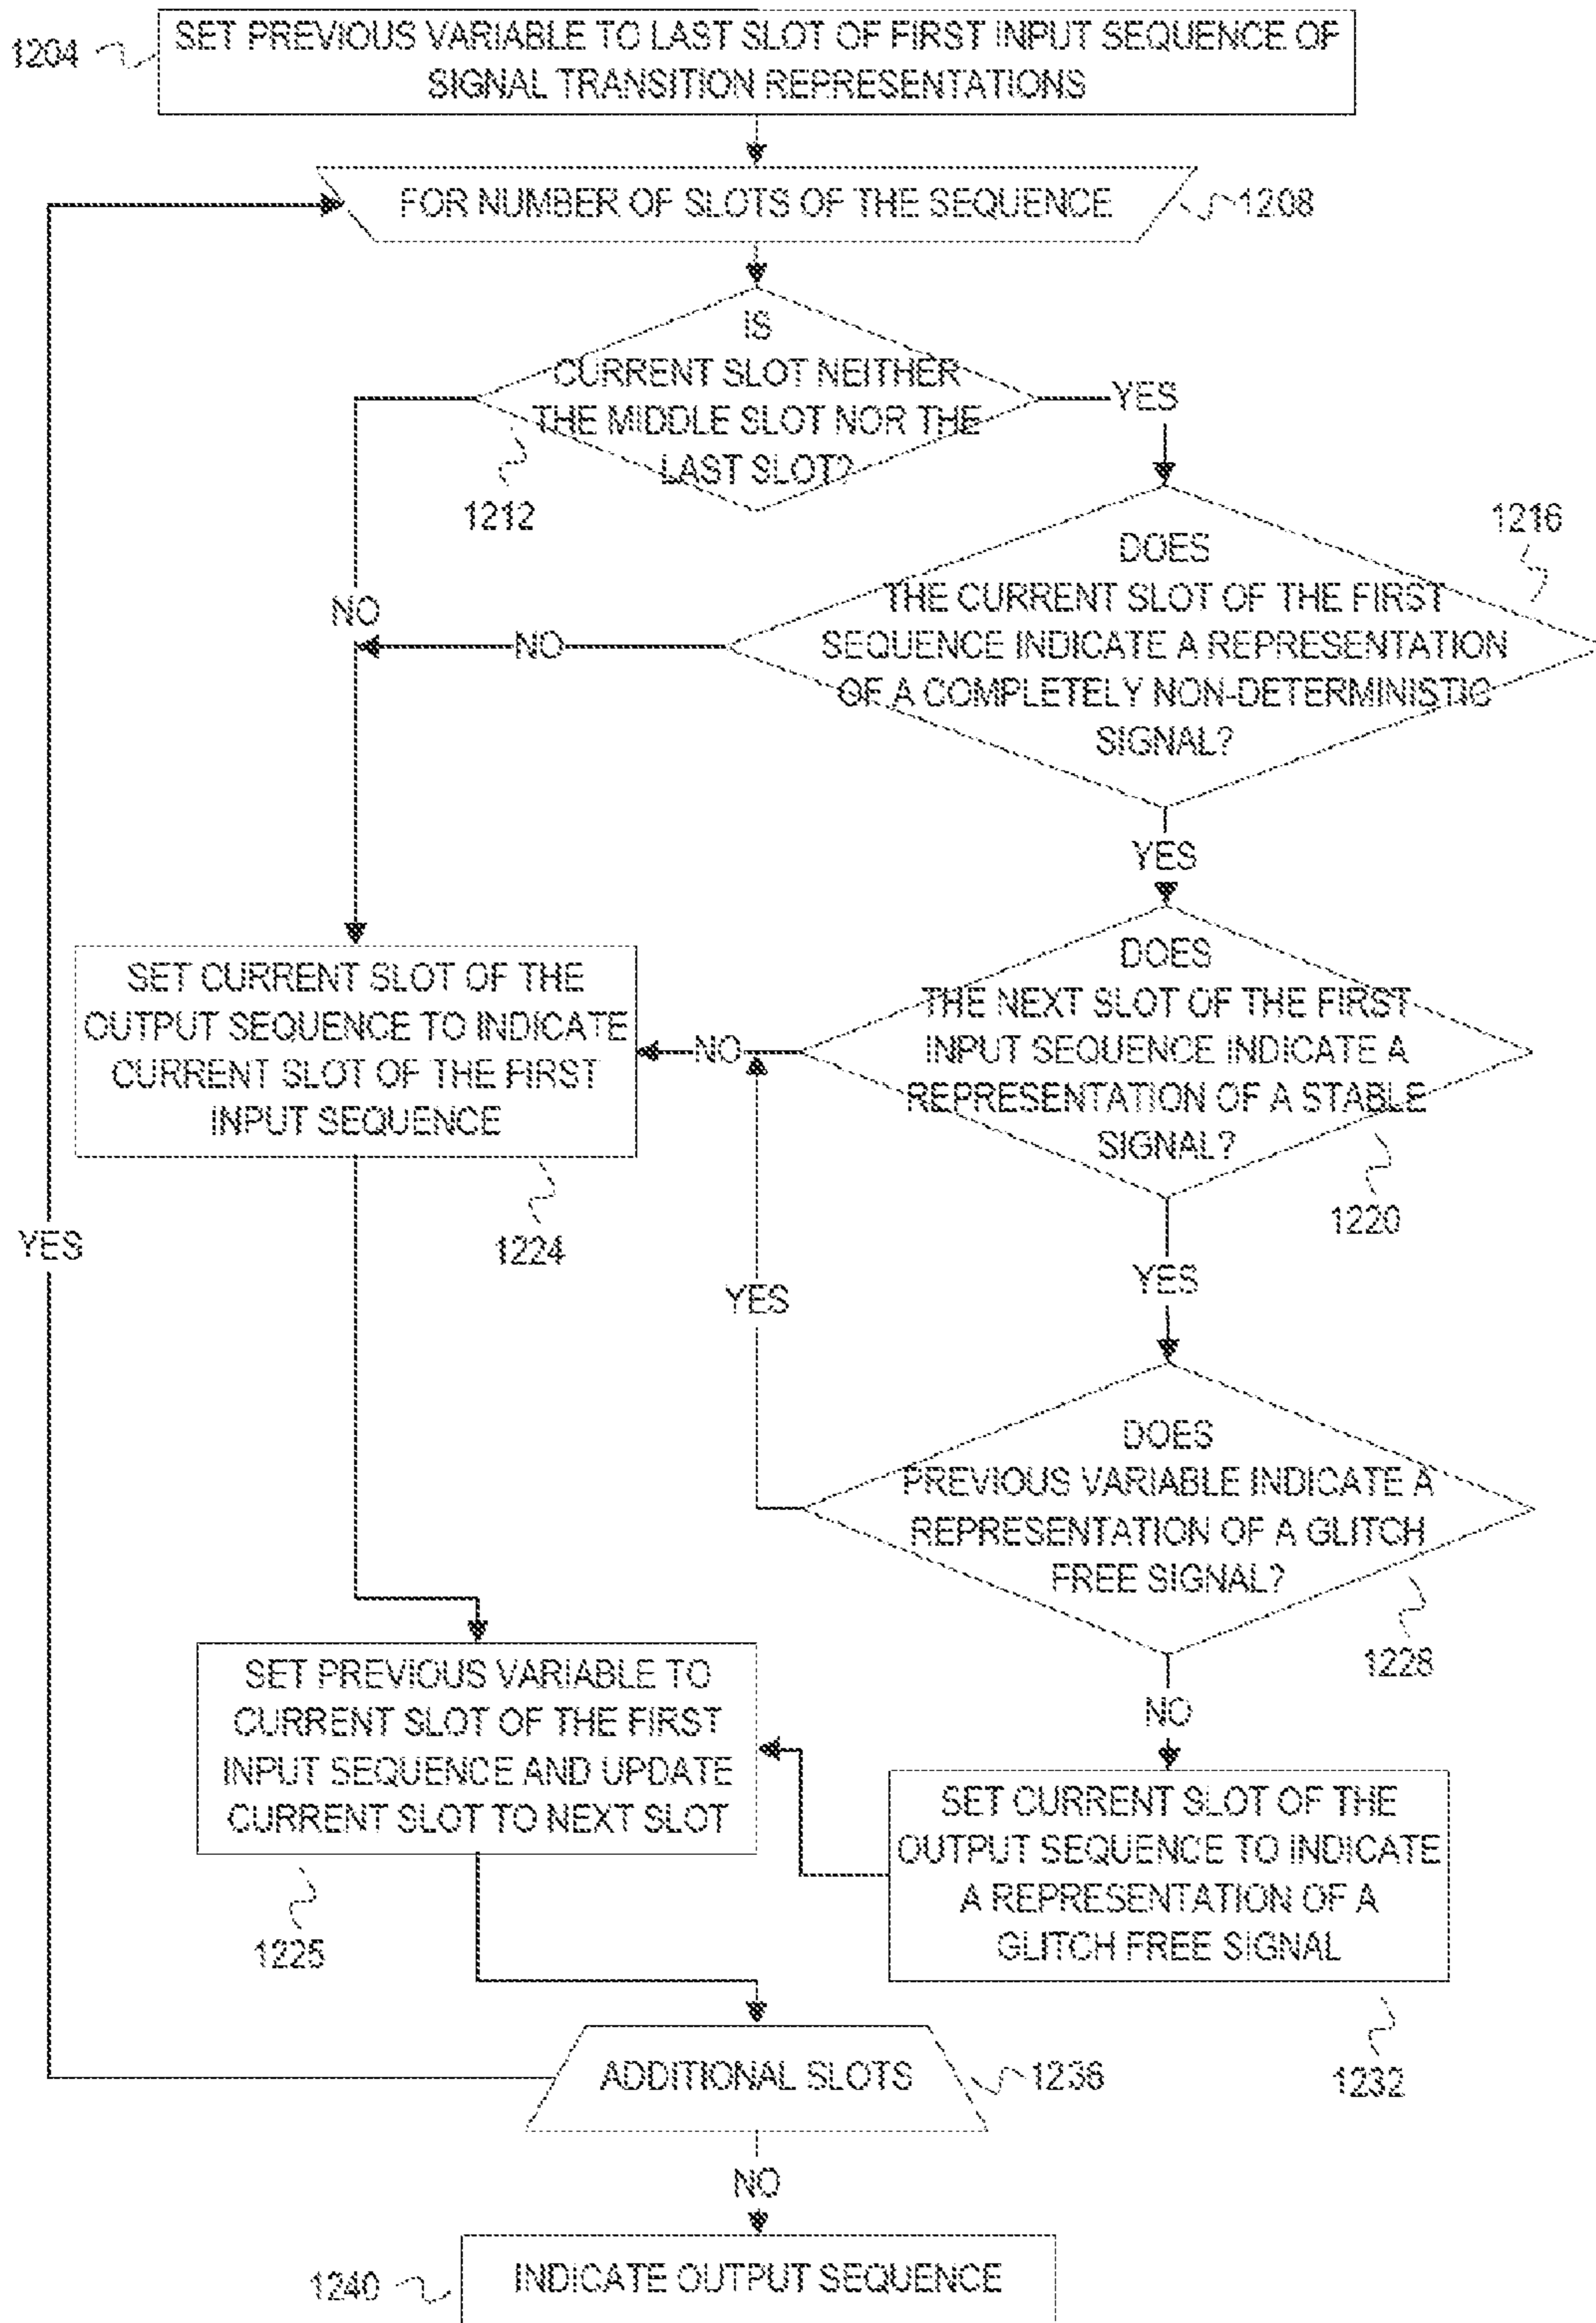 1204
SET PREVIOUS VARIABLE TO LAST SLOT OF FIRST INPUT SEQUENCE OF
SIGNAL TRANSITION REPRESENTATIONS
FOR NUMBER OF SLOTS OF THE SEQUENCE
1208
IS
CURRENT SLOT NEITHER
THE MIDDLE SLOT NOR THE
LAST SLOT?
YES
1212
NO
1216
DOES
THE CURRENT SLOT OF THE FIRST
SEQUENCE INDICATE A REPRESENTATION
OF A COMPLETELY NON-DETERMINISTIC
SIGNAL?
NO
YES
DOES
THE NEXT SLOT OF THE FIRST
INPUT SEQUENCE INDICATE A
REPRESENTATION OF A STABLE
SIGNAL?
NO
1220
SET CURRENT SLOT OF THE
OUTPUT SEQUENCE TO INDICATE
CURRENT SLOT OF THE FIRST
INPUT SEQUENCE
1224
YES
YES
YES
DOES
PREVIOUS VARIABLE INDICATE A
REPRESENTATION OF A GLITCH
FREE SIGNAL?
1228
NO
SET PREVIOUS VARIABLE TO
CURRENT SLOT OF THE FIRST
INPUT SEQUENCE AND UPDATE
CURRENT SLOT TO NEXT SLOT
1225
SET CURRENT SLOT OF THE
OUTPUT SEQUENCE TO INDICATE
A REPRESENTATION OF A
GLITCH FREE SIGNAL
1232
ADDITIONAL SLOTS
1236
NO
1240
INDICATE OUTPUT SEQUENCE